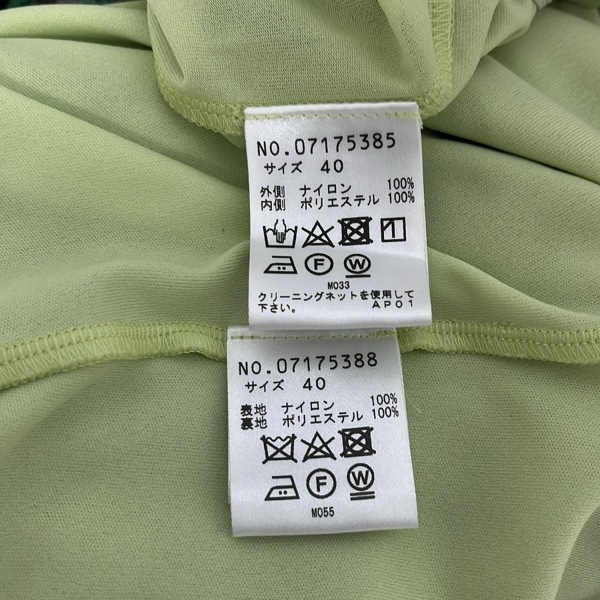 NO.07175385
サイズ 40
外側 ナイロン 100%
内側 ポリエステル 100%
1
F W
M033
クリーニングネットを使用して
下さい。 AP01
NO.07175388
サイズ 40
表地 ナイロン 100%
裏地 ポリエステル 100%
F W
M055